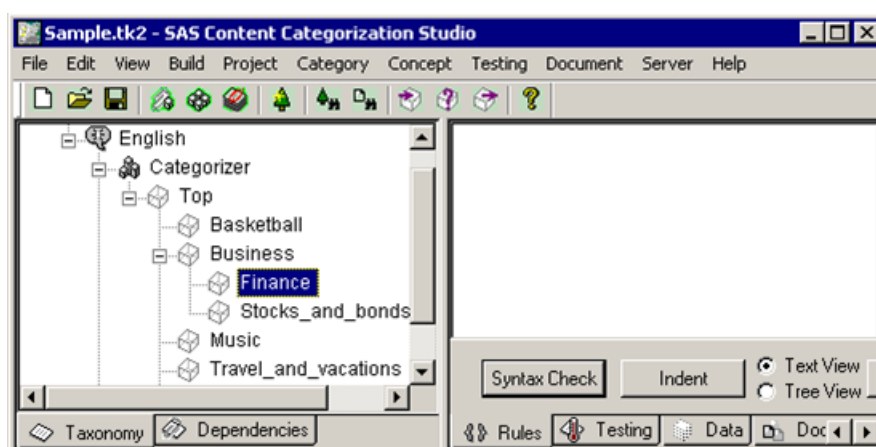 Sample.tk2 - SAS Content Categorization Studio
File Edit View Build Project Category Concept Testing Document Server Help
English
Categorizer
Top
Basketball
Business
Finance
Stocks_and_bonds
Music
Travel_and_vacations
Syntax Check Indent Text View
Tree View
Taxonomy Dependencies Rules Testing Data Doc